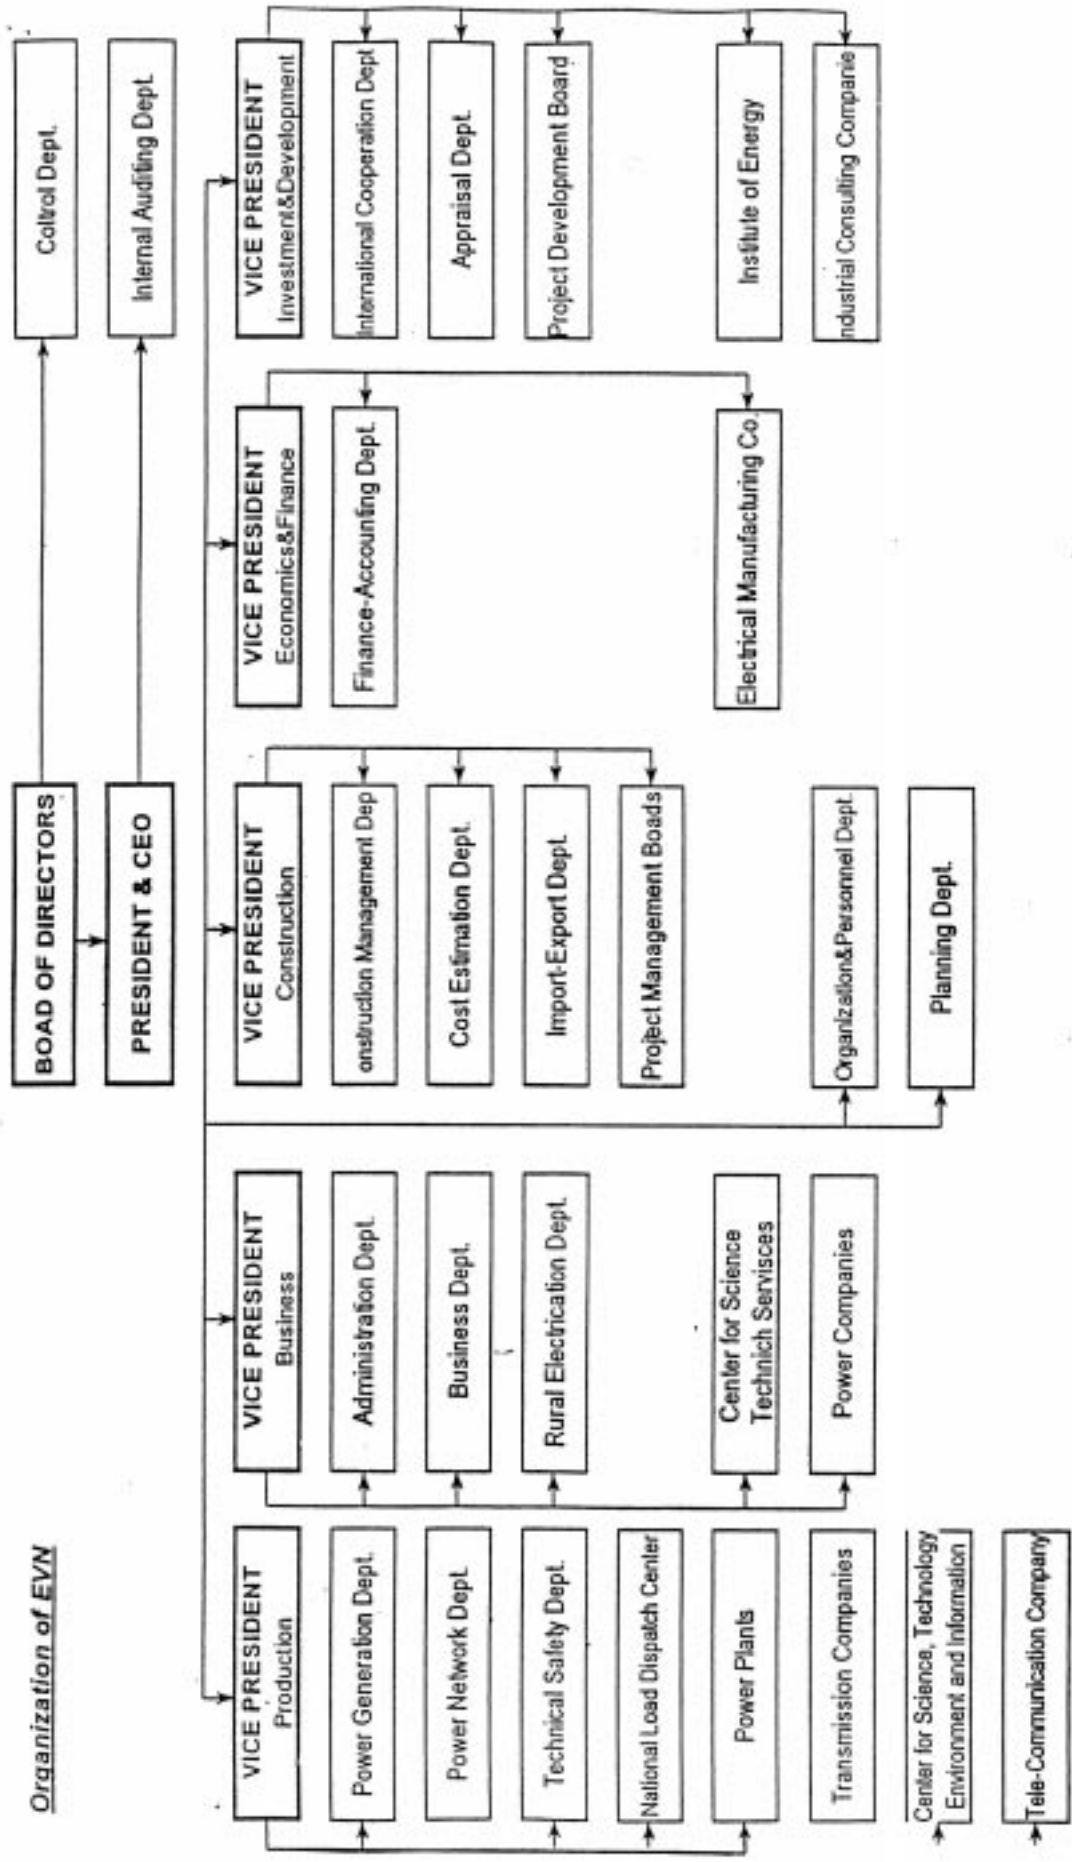 Organization of EVN
BOAD OF DIRECTORS
Coltrol Dept.
PRESIDENT & CEO
Internal Auditing Dept.
VICE PRESIDENT
Production
Power Generation Dept.
Power Network Dept.
Technical Safety Dept.
National Load Dispatch Center
Power Plants
Transmission Companies
Center for Science, Technology
Environment and Information
Tele-Communication Company
VICE PRESIDENT
Business
Administration Dept.
Business Dept.
Rural Electrication Dept.
Center for Science
Technich Servisces
Power Companies
VICE PRESIDENT
Construction
onstruction Management Dep
Cost Estimation Dept.
Import-Export Dept.
Project Management Boads
Organization&Personnel Dept.
Planning Dept.
VICE PRESIDENT
Economics&Finance
Finance-Accounting Dept.
Electrical Manufacturing Co.
VICE PRESIDENT
Investment&Development
International Cooperation Dept
Appraisal Dept.
Project Development Board
Institute of Energy
ndustrial Consulting Companie